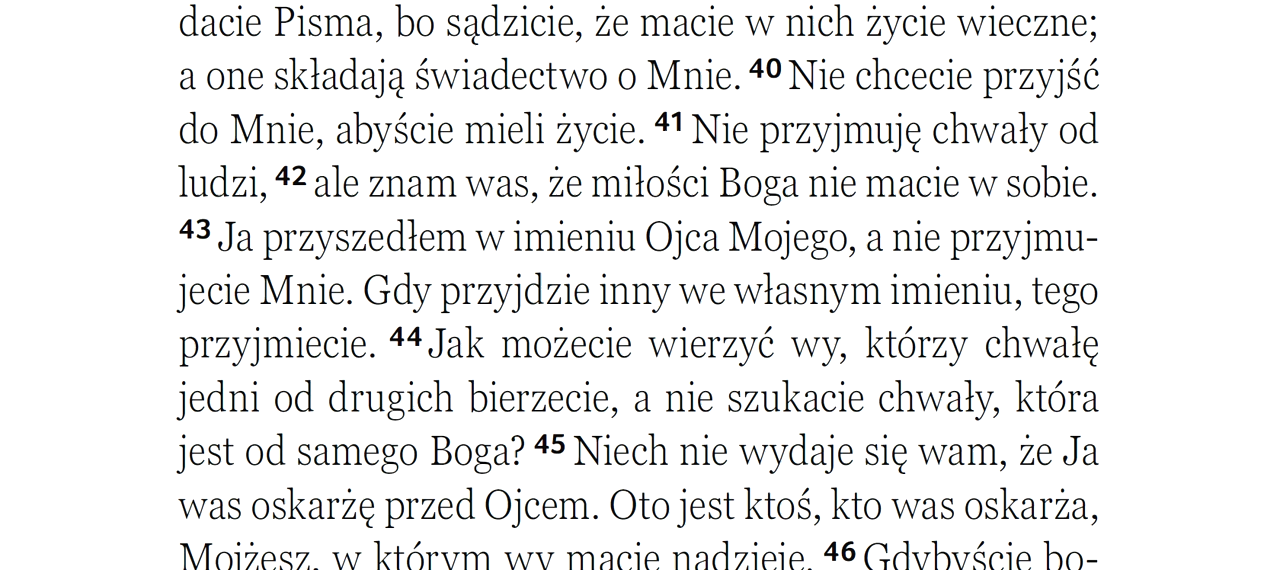 dacie Pisma, bo sądzicie, że macie w nich życie wieczne;
a one składają świadectwo o Mnie. 40 Nie chcecie przyjść
do Mnie, abyście mieli życie. 41 Nie przyjmuję chwały od
ludzi, 42 ale znam was, że miłości Boga nie macie w sobie.
43 Ja przyszedłem w imieniu Ojca Mojego, a nie przyjmu-
jecie Mnie. Gdy przyjdzie inny we własnym imieniu, tego
przyjmiecie. 44 Jak możecie wierzyć wy, którzy chwałę
jedni od drugich bierzecie, a nie szukacie chwały, która
jest od samego Boga? 45 Niech nie wydaje się wam, że Ja
was oskarżę przed Ojcem. Oto jest ktoś, kto was oskarża,
Mojżesz, w którym wy macie nadzieję. 46 Gdybyście bo-